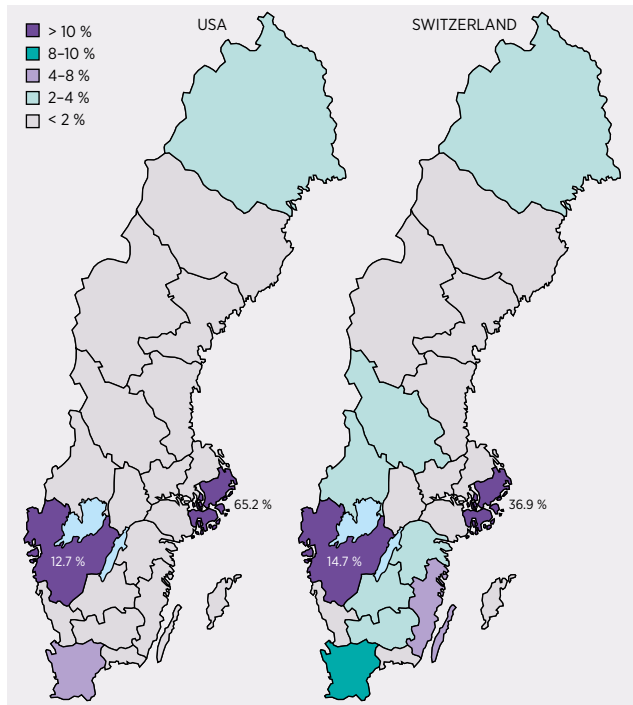 USA
SWITZERLAND
> 10 %
8–10 %
4–8 %
2–4 %
< 2 %
65.2 %
36.9 %
12.7 %
14.7 %